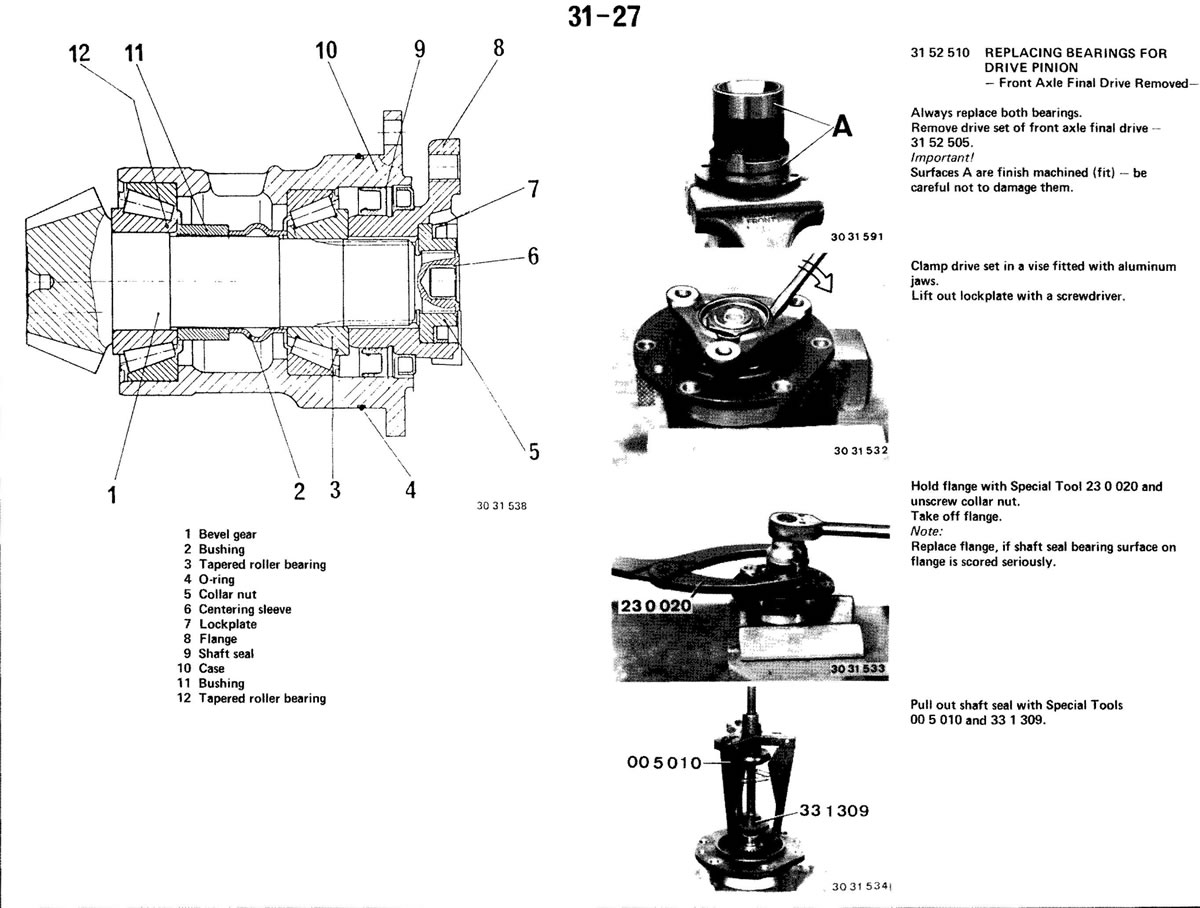 31-27
12 11 10 9 8
7
6
5
1 2 3 4
30 31 538
1 Bevel gear
2 Bushing
3 Tapered roller bearing
4 O-ring
5 Collar nut
6 Centering sleeve
7 Lockplate
8 Flange
9 Shaft seal
10 Case
11 Bushing
12 Tapered roller bearing
A
FRONT
30 31 591
31 52 510 REPLACING BEARINGS FOR
DRIVE PINION
— Front Axle Final Drive Removed—
Always replace both bearings.
Remove drive set of front axle final drive —
31 52 505.
Important!
Surfaces A are finish machined (fit) — be
careful not to damage them.
30 31 532
Clamp drive set in a vise fitted with aluminum
jaws.
Lift out lockplate with a screwdriver.
23 0 020
30 31 533
Hold flange with Special Tool 23 0 020 and
unscrew collar nut.
Take off flange.
Note:
Replace flange, if shaft seal bearing surface on
flange is scored seriously.
00 5 010
33 1 309
30 31 534
Pull out shaft seal with Special Tools
00 5 010 and 33 1 309.